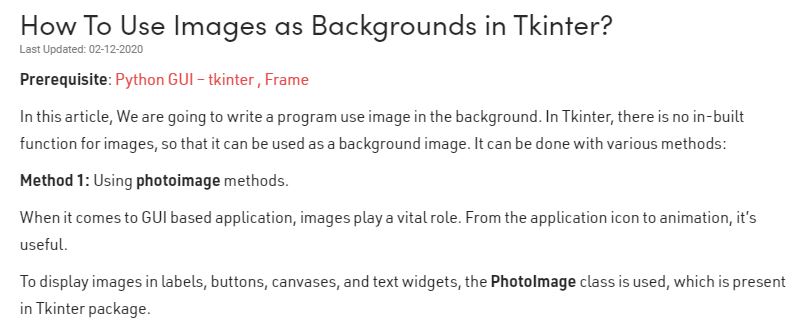 How To Use Images as Backgrounds in Tkinter?
Last Updated: 02-12-2020
Prerequisite: Python GUI – tkinter , Frame
In this article, We are going to write a program use image in the background. In Tkinter, there is no in-built
function for images, so that it can be used as a background image. It can be done with various methods:
Method 1: Using photoimage methods.
When it comes to GUI based application, images play a vital role. From the application icon to animation, it's
useful.
To display images in labels, buttons, canvases, and text widgets, the PhotoImage class is used, which is present
in Tkinter package.